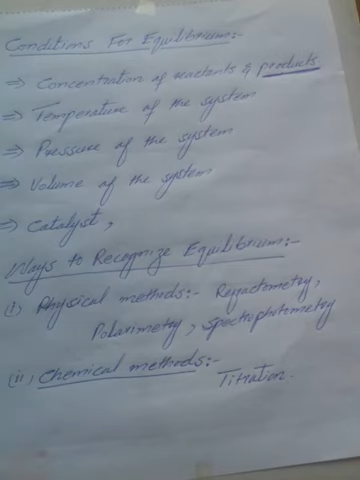 Conditions For Equilibrium:-
⇒ Concentration of reactants & products
⇒ Temperature of the system
⇒ Pressure of the system
⇒ Volume of the system
⇒ Catalyst,
Ways to Recognize Equilibrium:-
(i) Physical methods:- Refractometry,
Polarimetry, Spectrophotometry
(ii) Chemical methods:-
Titration.